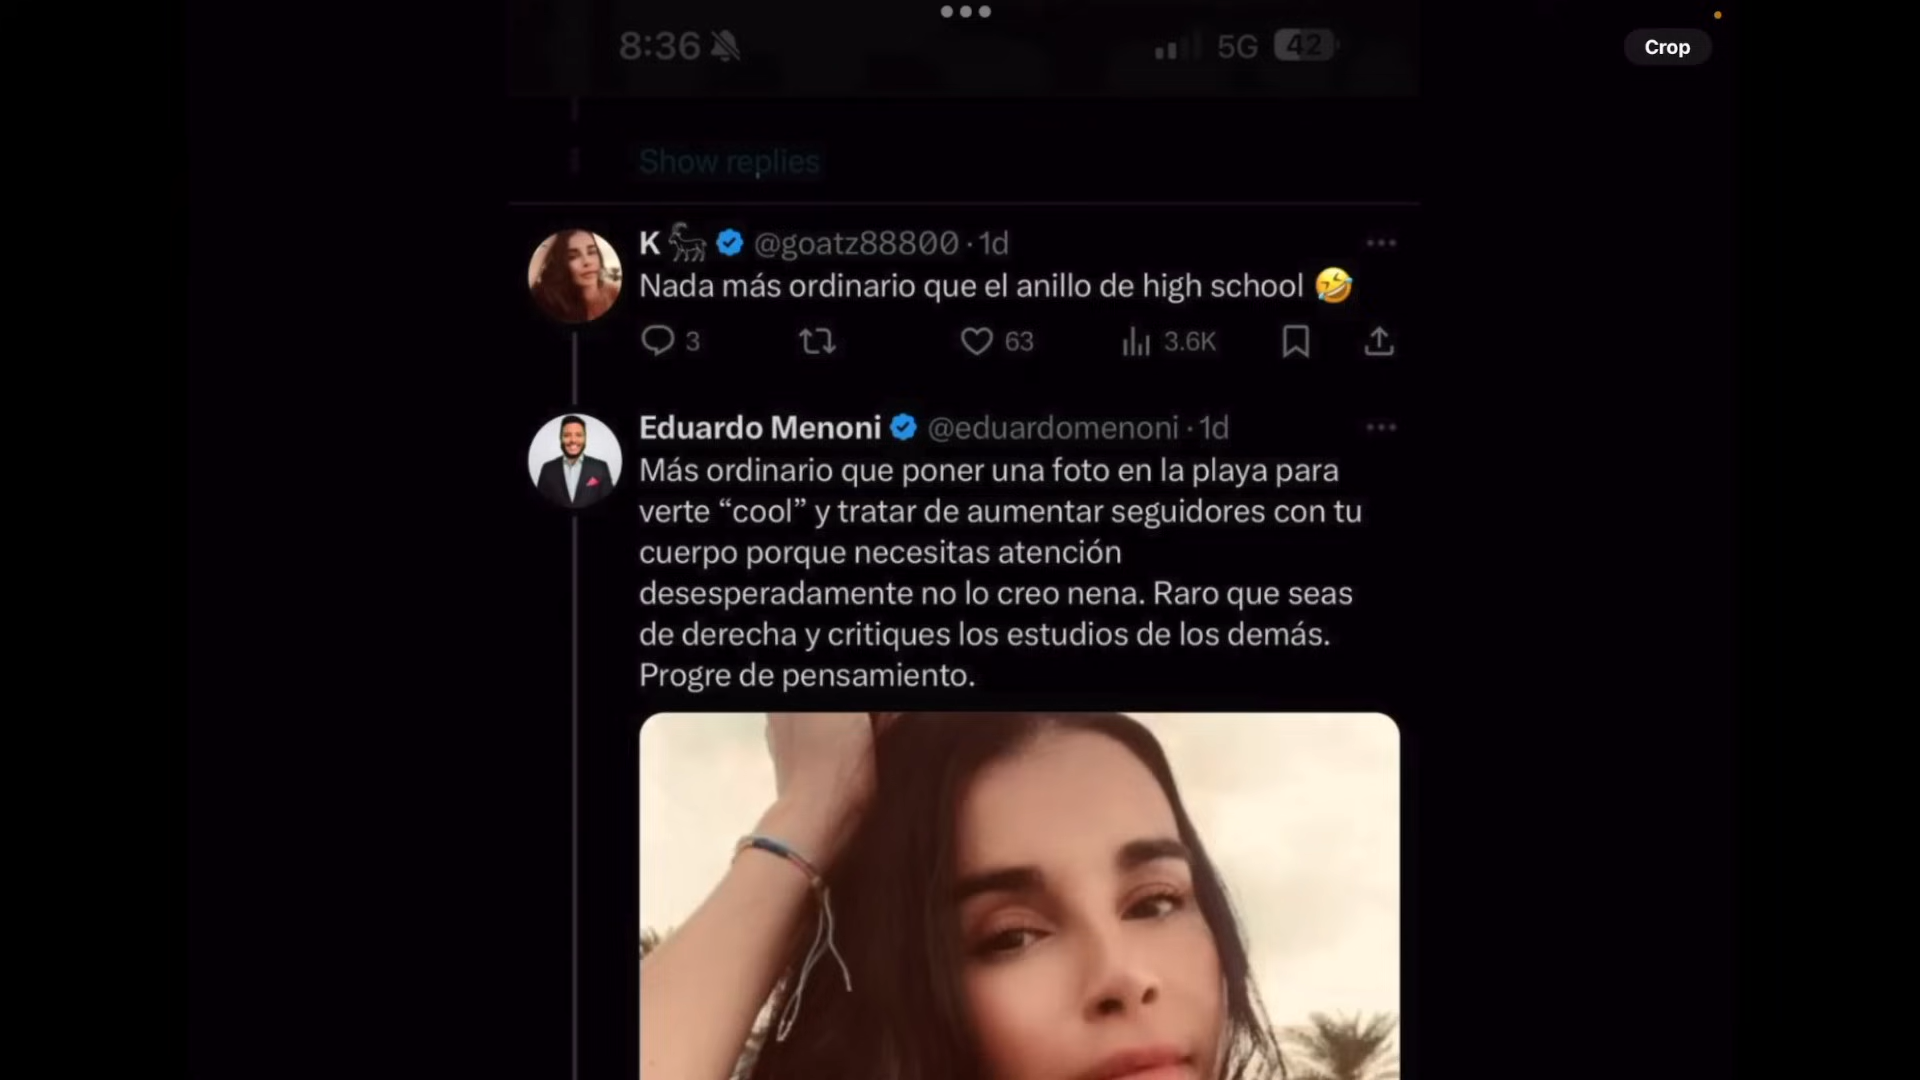 8:36
5G 42
Crop
Show replies
K @goatz88800 · 1d
Nada más ordinario que el anillo de high school 🤣
3 63 3.6K
Eduardo Menoni @eduardomenoni · 1d
Más ordinario que poner una foto en la playa para
verte “cool” y tratar de aumentar seguidores con tu
cuerpo porque necesitas atención
desesperadamente no lo creo nena. Raro que seas
de derecha y critiques los estudios de los demás.
Progre de pensamiento.